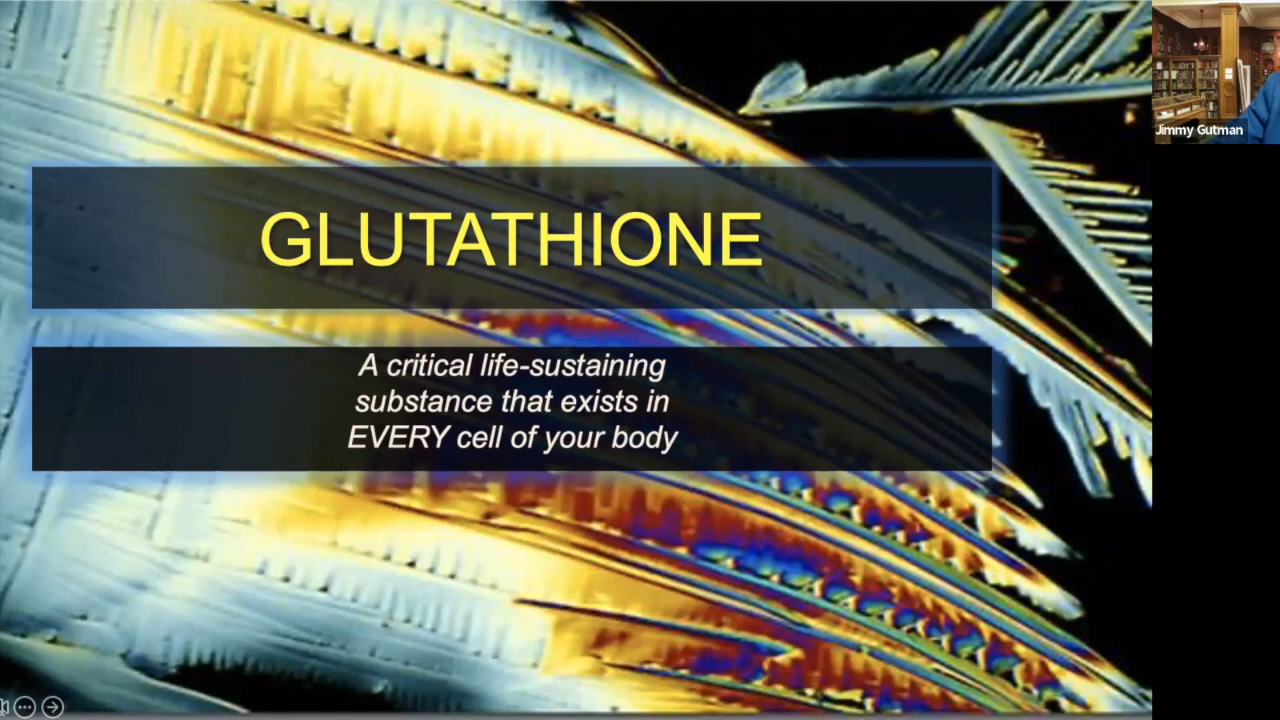 GLUTATHIONE
A critical life-sustaining
substance that exists in
EVERY cell of your body
Jimmy Gutman